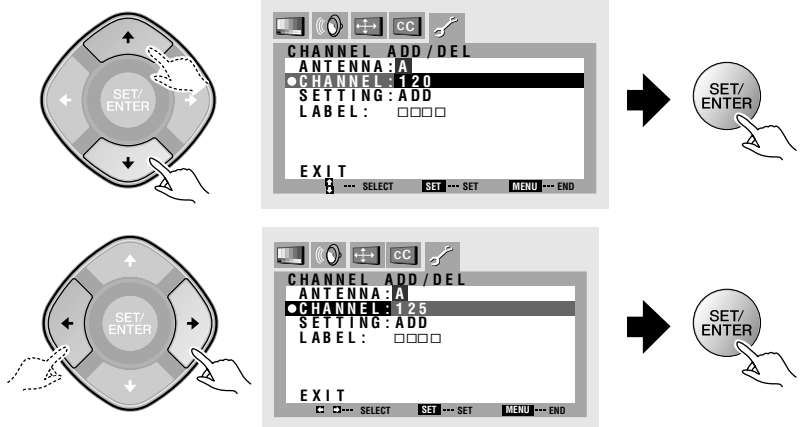 SET/
ENTER
CC
CHANNEL ADD/DEL
ANTENNA:A
CHANNEL:120
SETTING:ADD
LABEL: □□□□
EXIT
--- SELECT SET --- SET MENU --- END
SET/
ENTER
SET/
ENTER
CC
CHANNEL ADD/DEL
ANTENNA:A
CHANNEL:125
SETTING:ADD
LABEL: □□□□
EXIT
--- SELECT SET --- SET MENU --- END
SET/
ENTER